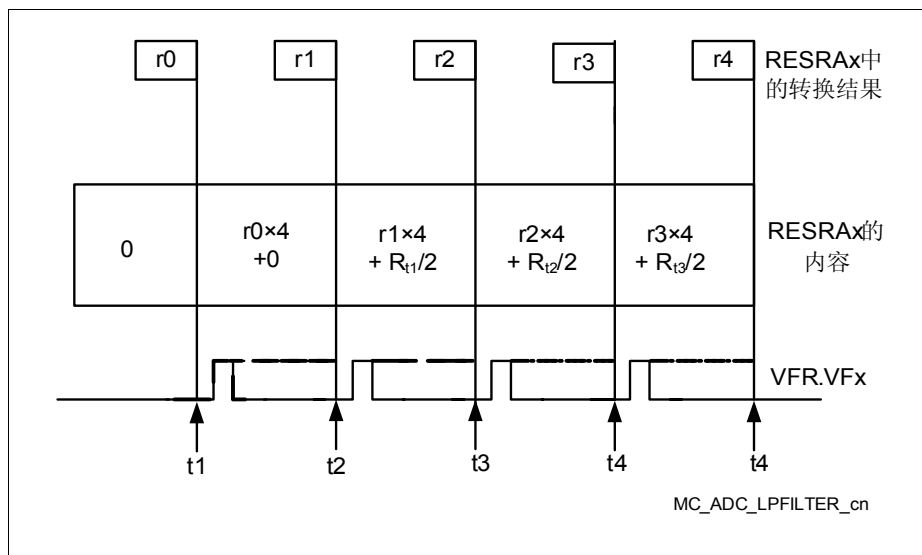 r0
r1
r2
r3
r4
RESRAx中
的转换结果
0
r0×4
+0
r1×4
+ Rt1/2
r2×4
+ Rt2/2
r3×4
+ Rt3/2
RESRAx的
内容
VFR.VFx
t1
t2
t3
t4
t4
MC_ADC_LPFILTER_cn